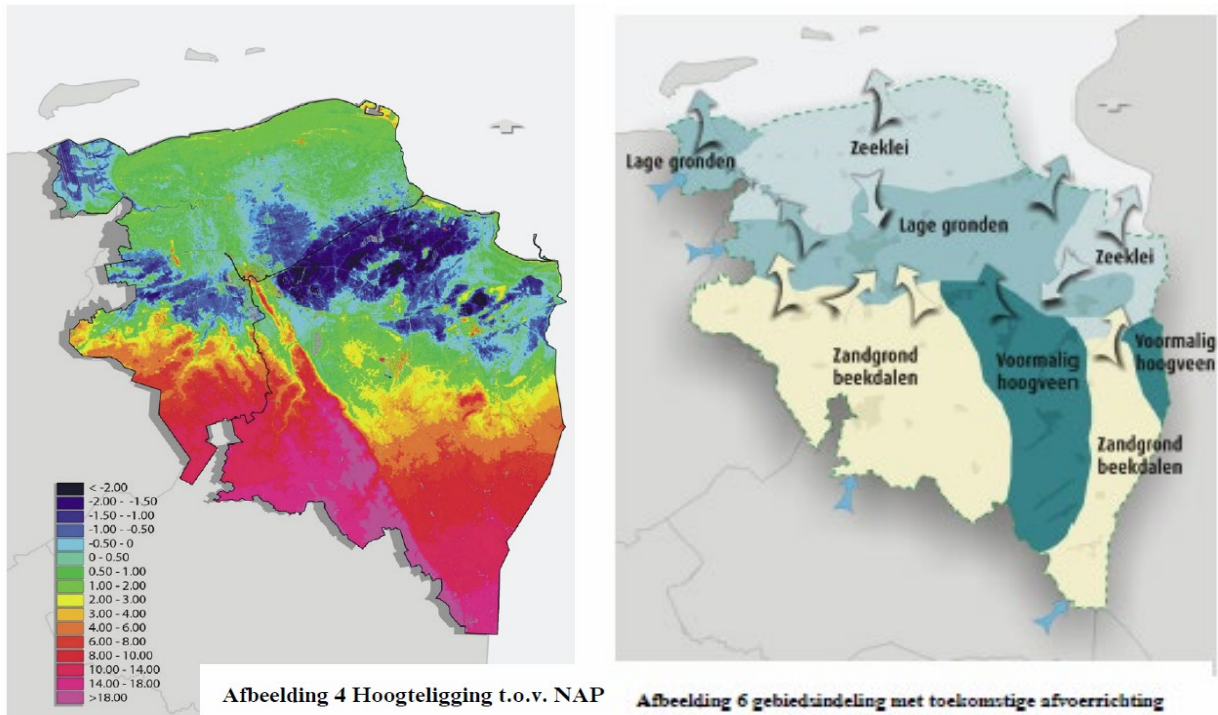 < -2.00
-2.00 - -1.50
-1.50 - -1.00
-1.00 - -0.50
-0.50 - 0
0 - 0.50
0.50 - 1.00
1.00 - 2.00
2.00 - 3.00
3.00 - 4.00
4.00 - 6.00
6.00 - 8.00
8.00 - 10.00
10.00 - 14.00
14.00 - 18.00
>18.00
Afbeelding 4 Hoogteligging t.o.v. NAP
Lage gronden
Zeeklei
Lage gronden
Zeeklei
Zandgrond
beekdalen
Voormalig
hoogveen
Voormalig
hoogveen
Zandgrond
beekdalen
Afbeelding 6 gebiedsindeling met toekomstige afvoerrichting